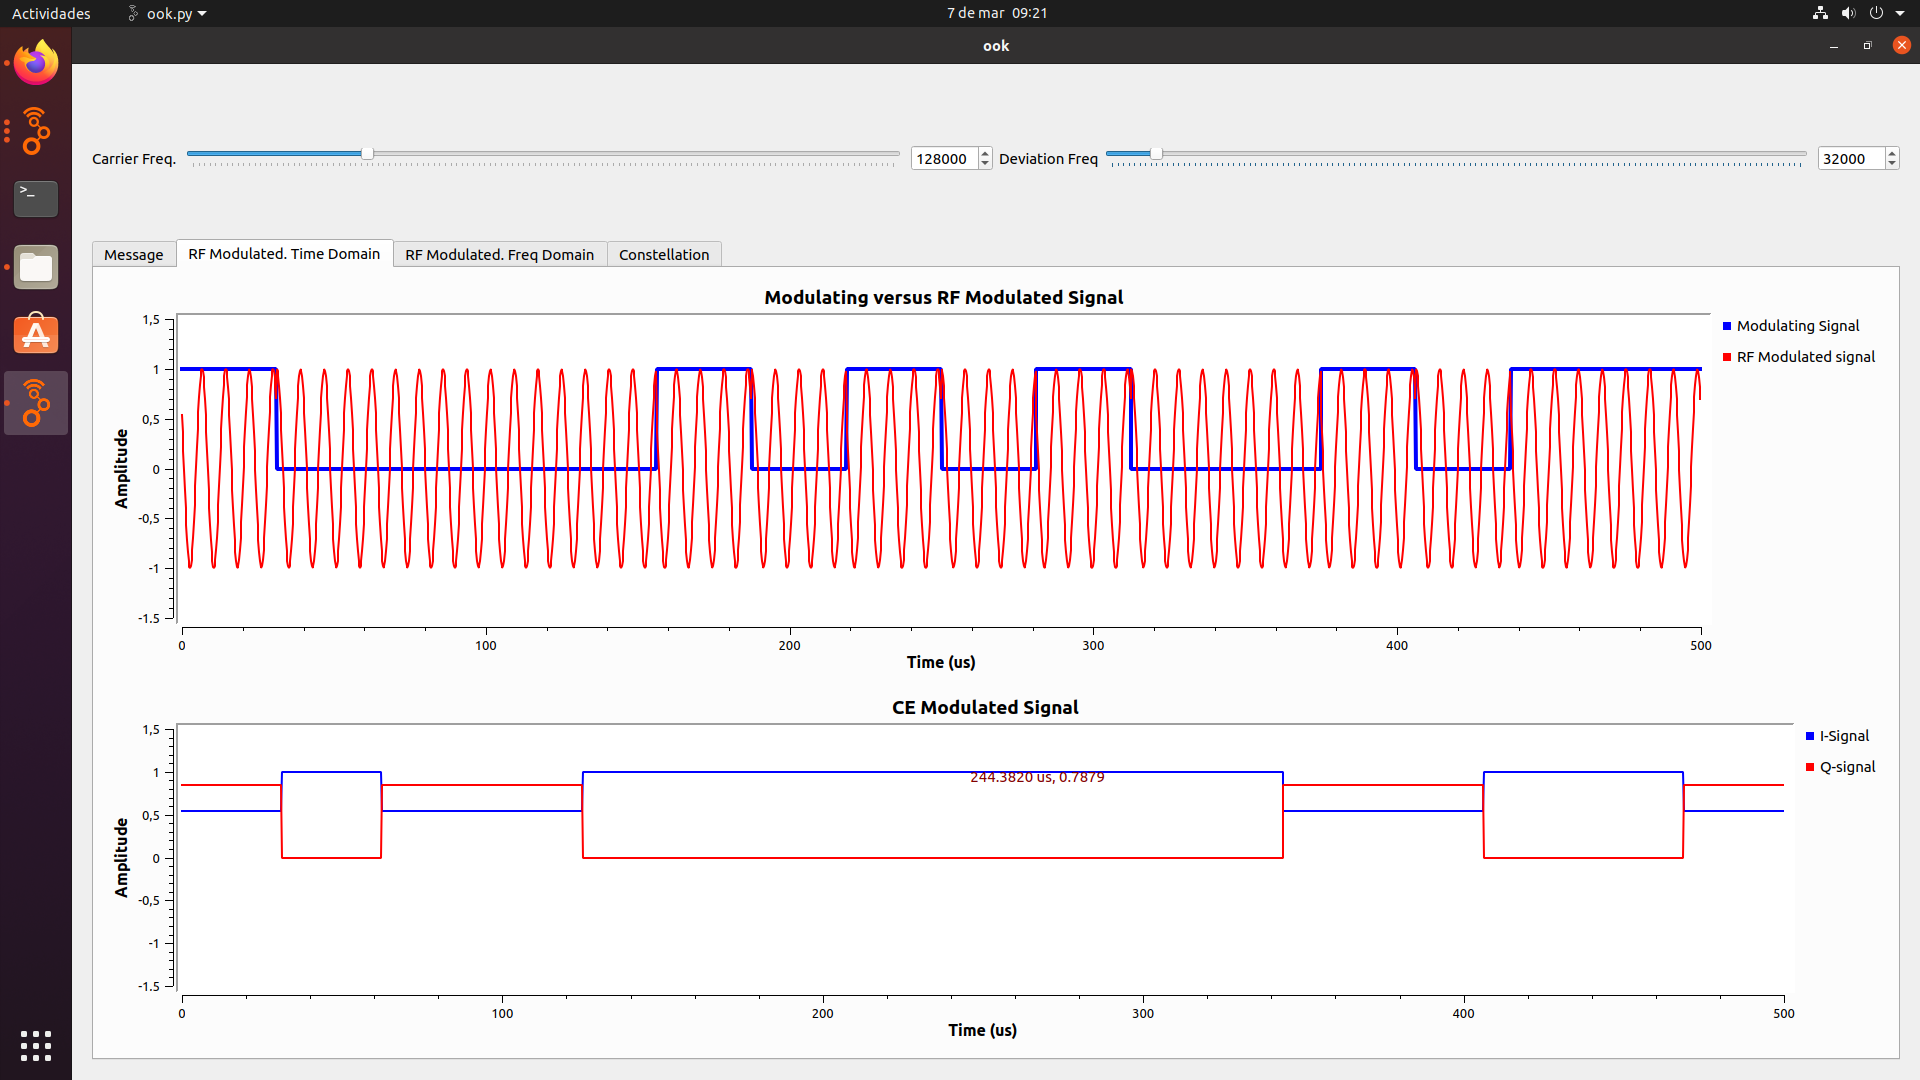 Actividades ook.py 7 de mar 09:21
ook
Carrier Freq. 128000 Deviation Freq 32000
Message RF Modulated. Time Domain RF Modulated. Freq Domain Constellation
Modulating versus RF Modulated Signal
1,5
1
0,5
0
-0,5
-1
-1.5
Amplitude
0 100 200 300 400 500
Time (us)
Modulating Signal
RF Modulated signal
CE Modulated Signal
1,5
1
0,5
0
-0,5
-1
-1.5
Amplitude
244.3820 us, 0.7879
0 100 200 300 400 500
Time (us)
I-Signal
Q-signal